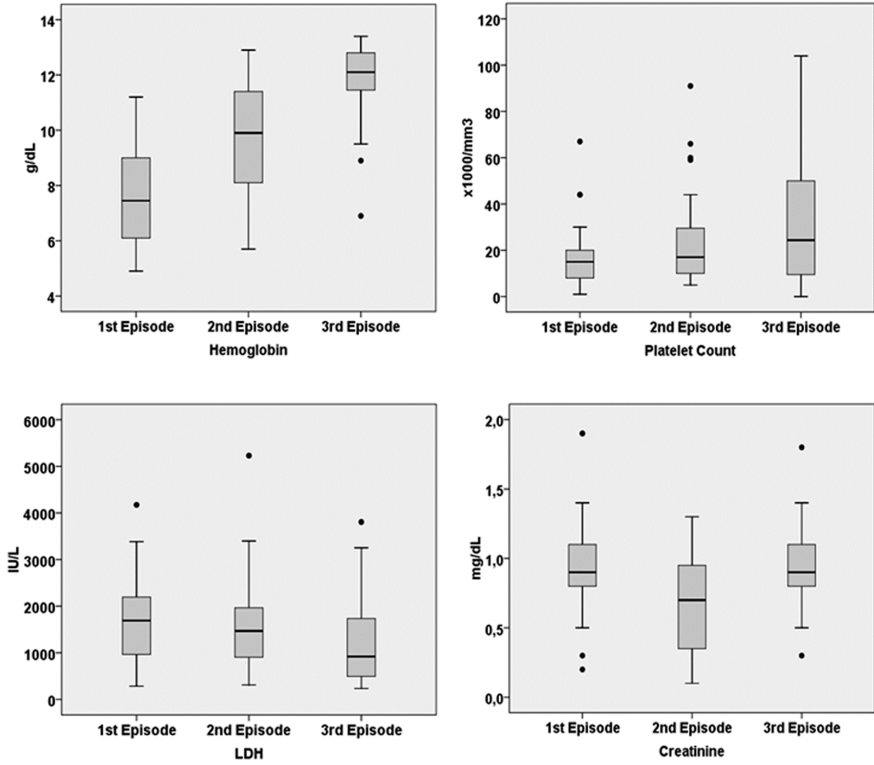 14
12
10
8
6
4
g/dL
1st Episode 2nd Episode 3rd Episode
Hemoglobin
120
100
80
60
40
20
0
x1000/mm3
1st Episode 2nd Episode 3rd Episode
Platelet Count
6000
5000
4000
3000
2000
1000
0
IU/L
1st Episode 2nd Episode 3rd Episode
LDH
2,0
1,5
1,0
0,5
0,0
mg/dL
1st Episode 2nd Episode 3rd Episode
Creatinine